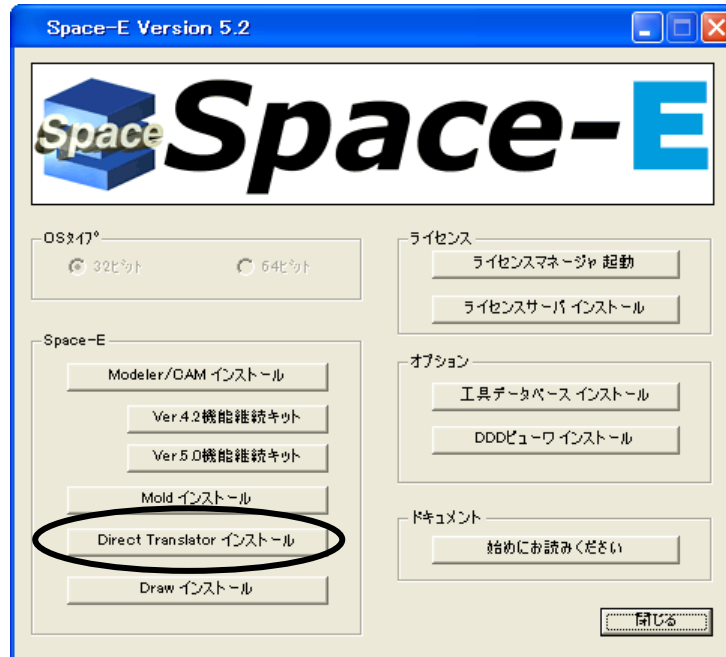 Space-E Version 5.2
Space
Space-E
OSﾀｲﾌﾟ
32ﾋﾞｯﾄ
64ﾋﾞｯﾄ
Space-E
Modeler/CAM インストール
Ver.4.2機能継続キット
Ver.5.0機能継続キット
Mold インストール
Direct Translator インストール
Draw インストール
ライセンス
ライセンスマネージャ 起動
ライセンスサーバ インストール
オプション
工具データベース インストール
DDDビューワ インストール
ドキュメント
始めにお読みください
閉じる